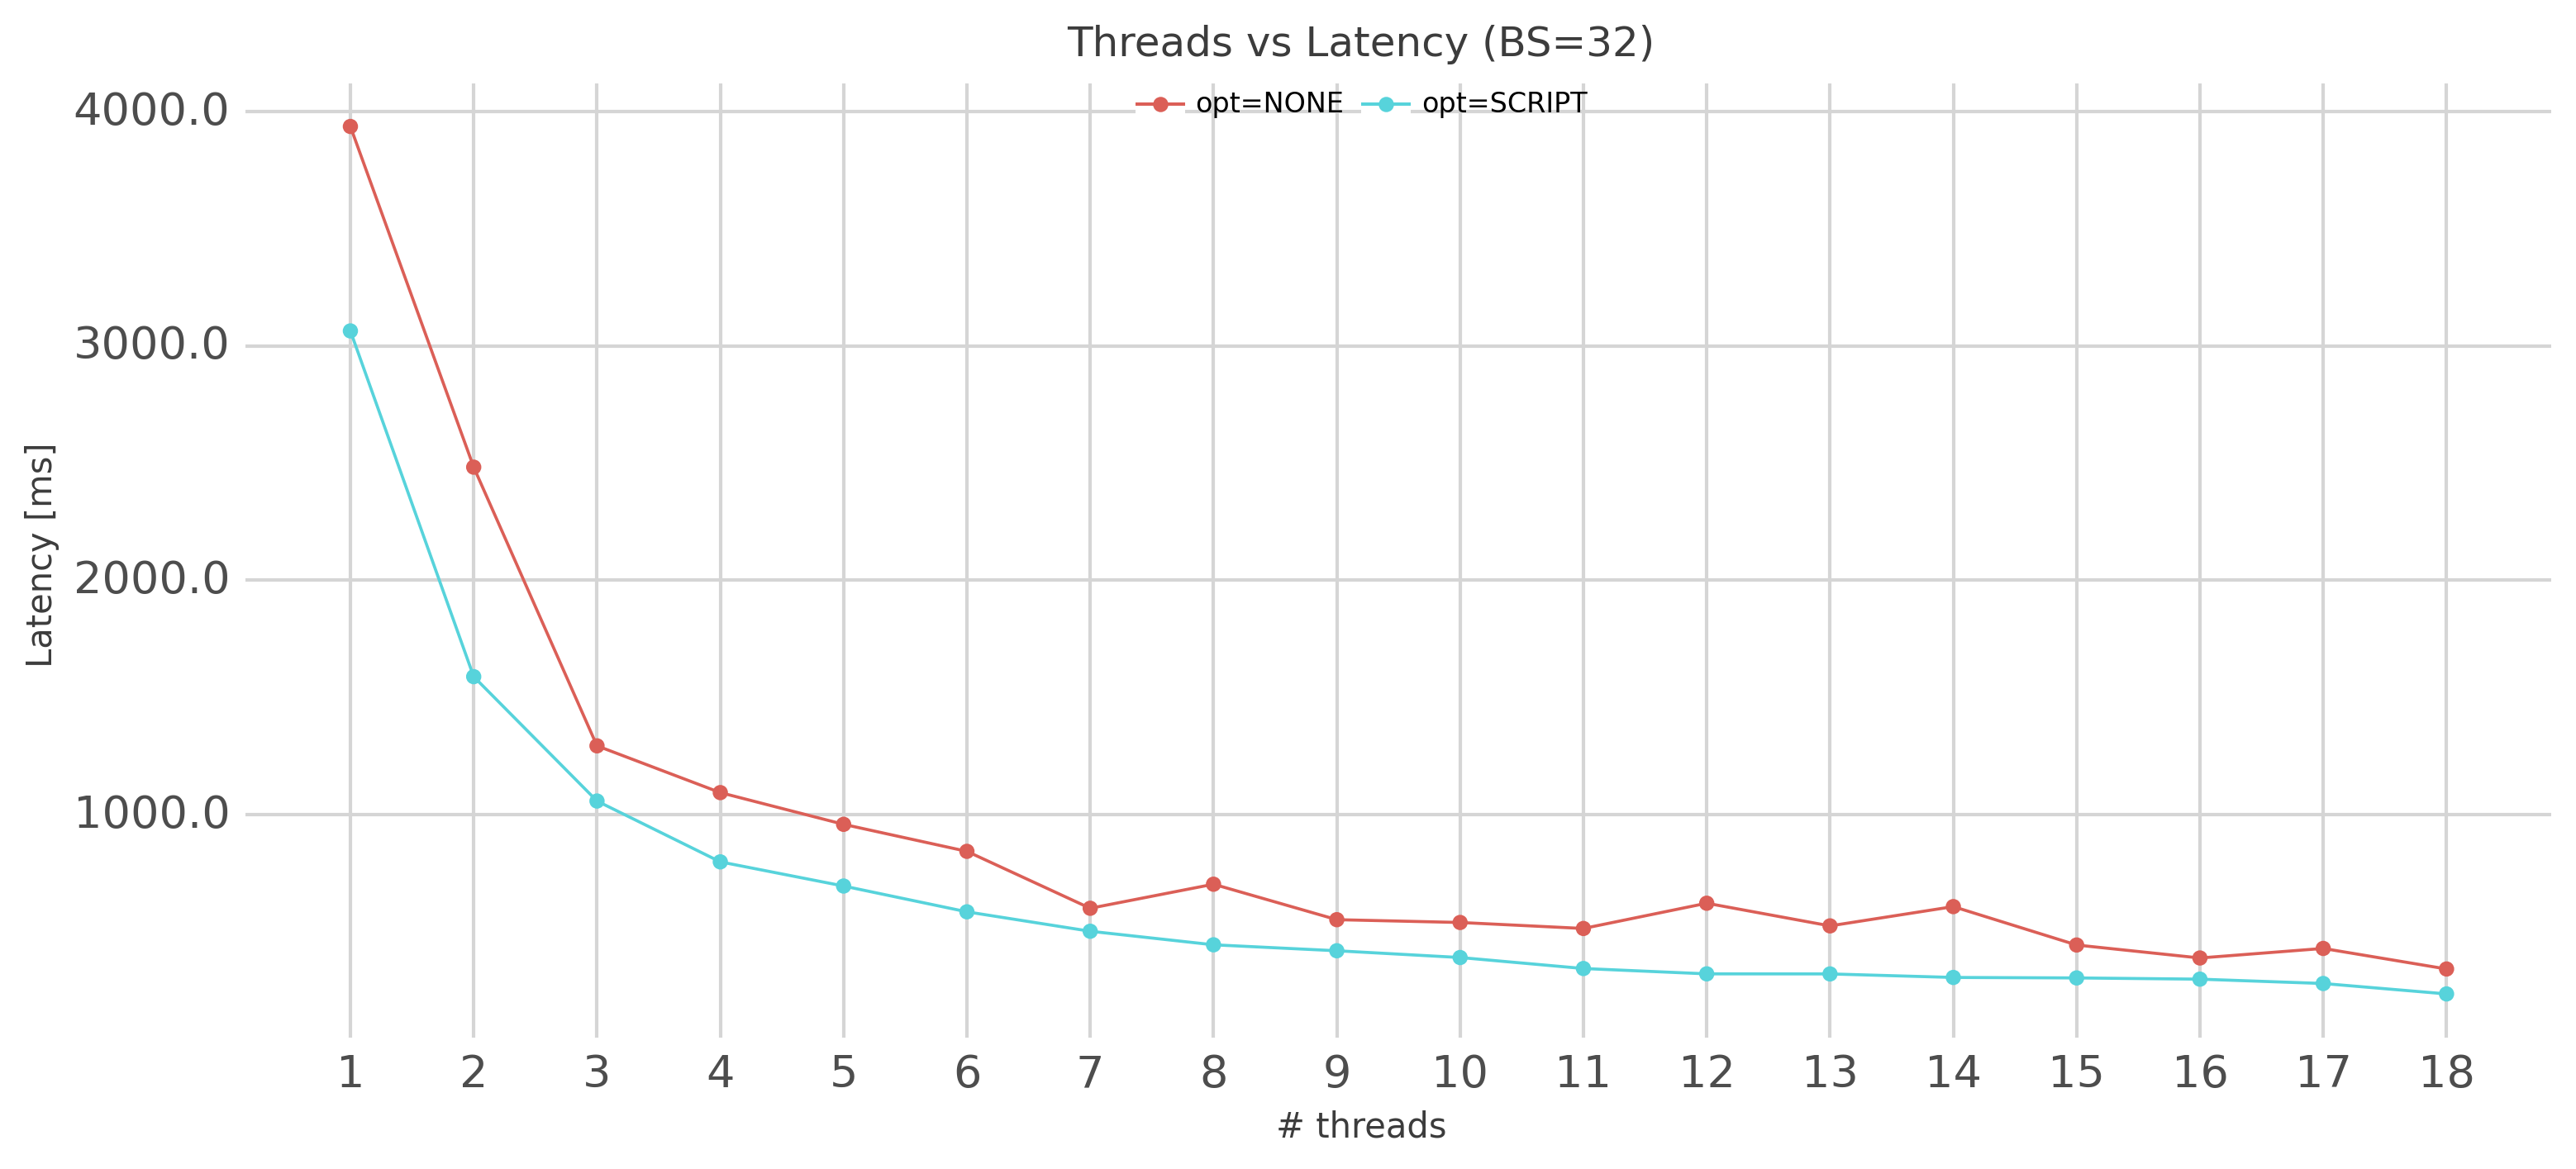 Threads vs Latency (BS=32)
opt=NONE opt=SCRIPT
4000.0
3000.0
2000.0
1000.0
Latency [ms]
1 2 3 4 5 6 7 8 9 10 11 12 13 14 15 16 17 18
# threads